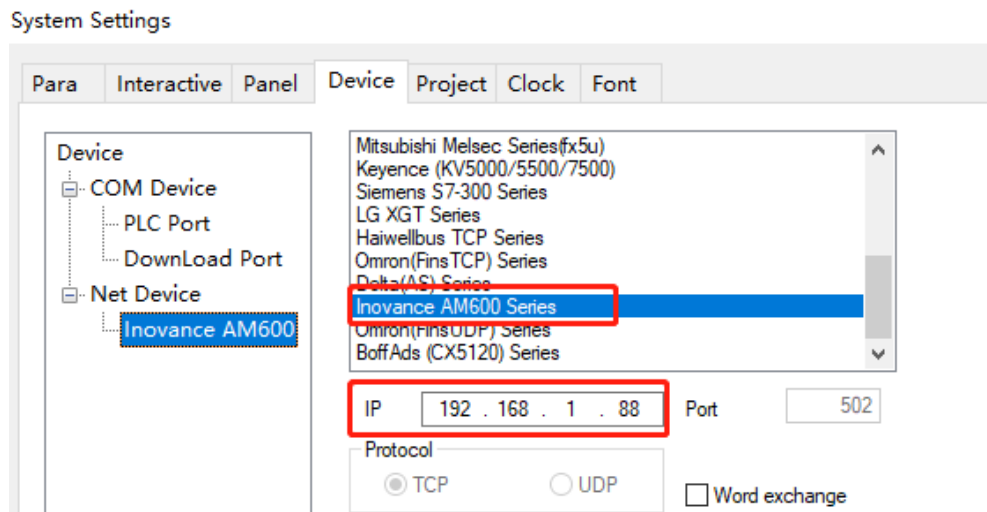 System Settings
Para Interactive Panel Device Project Clock Font
Device
COM Device
PLC Port
DownLoad Port
Net Device
Inovance AM600
Mitsubishi Melsec Series(fx5u)
Keyence (KV5000/5500/7500)
Siemens S7-300 Series
LG XGT Series
Haiwellbus TCP Series
Omron(FinsTCP) Series
Delta(AS) Series
Inovance AM600 Series
Omron(FinsUDP) Series
BoffAds (CX5120) Series
IP 192 . 168 . 1 . 88 Port 502
Protocol
TCP UDP
Word exchange